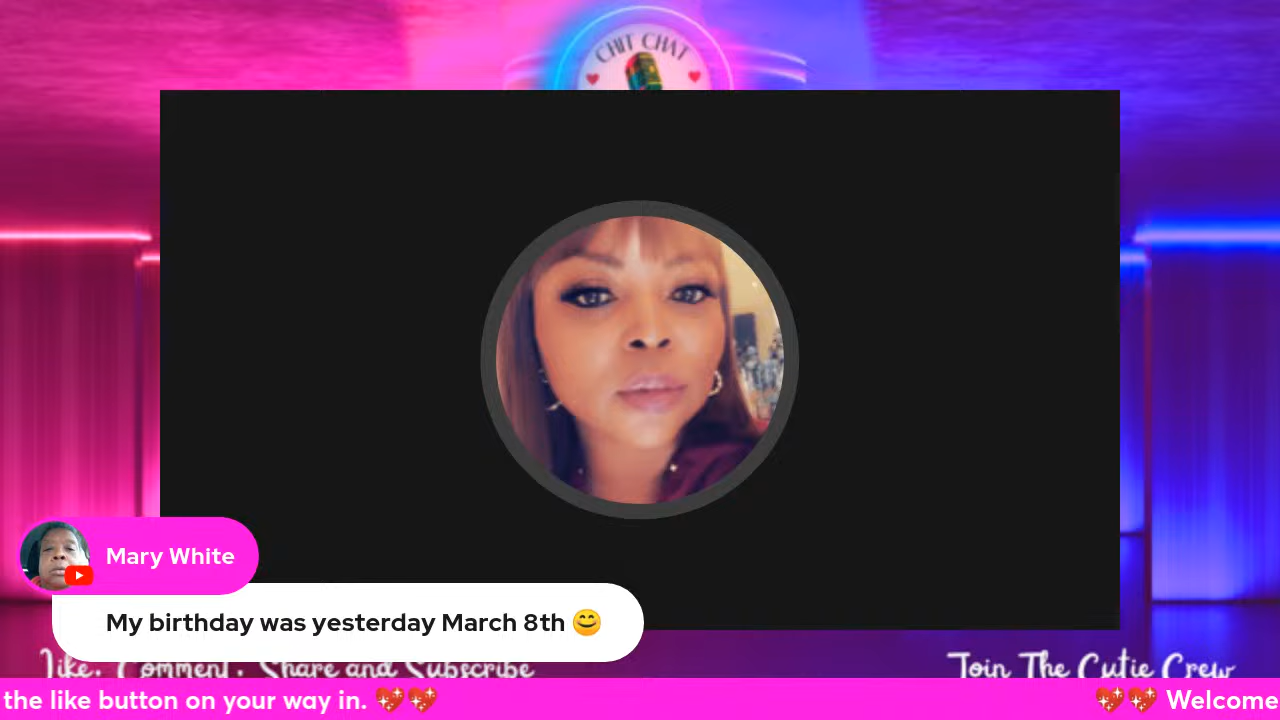 CHIT CHAT
Mary White
My birthday was yesterday March 8th 😊
Like. Comment. Share and Subscribe
Join The Cutie Crew
the like button on your way in. 💖💖
💖💖 Welcome